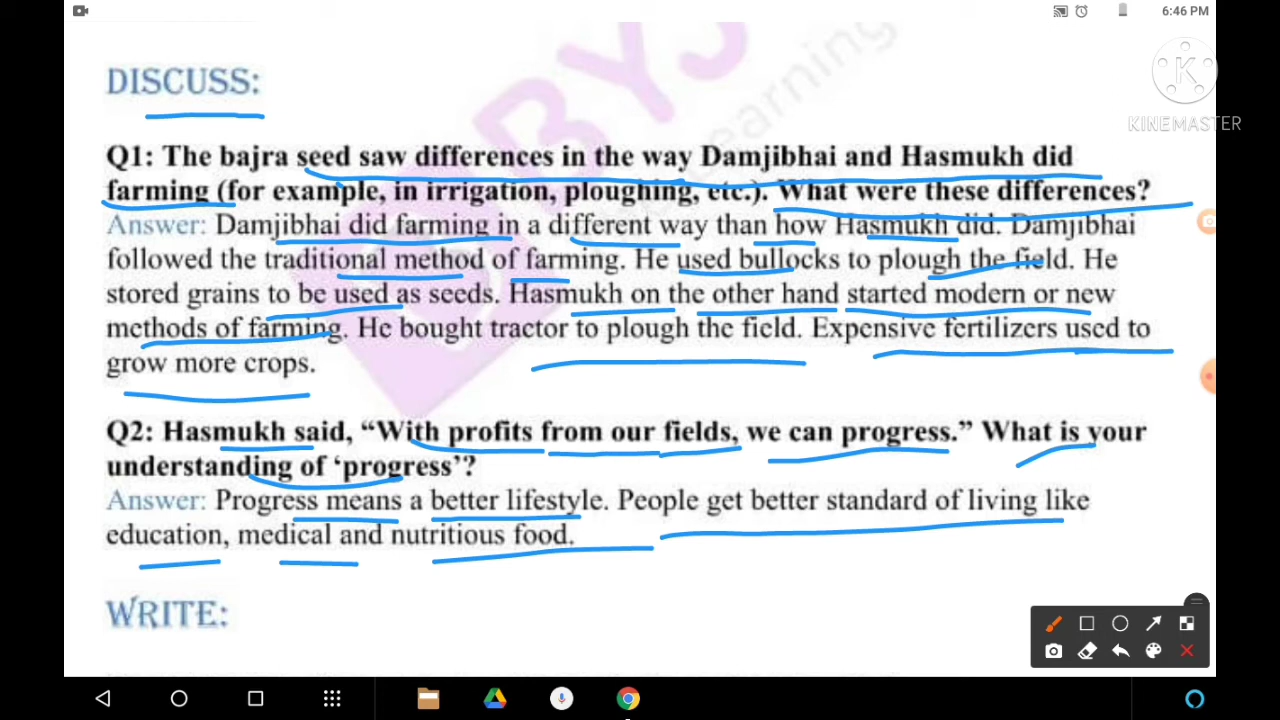 6:46 PM
KINEMASTER
BYJ
Learning
DISCUSS:
Q1: The bajra seed saw differences in the way Damjibhai and Hasmukh did
farming (for example, in irrigation, ploughing, etc.). What were these differences?
Answer: Damjibhai did farming in a different way than how Hasmukh did. Damjibhai
followed the traditional method of farming. He used bullocks to plough the field. He
stored grains to be used as seeds. Hasmukh on the other hand started modern or new
methods of farming. He bought tractor to plough the field. Expensive fertilizers used to
grow more crops.
Q2: Hasmukh said, “With profits from our fields, we can progress.” What is your
understanding of ‘progress’?
Answer: Progress means a better lifestyle. People get better standard of living like
education, medical and nutritious food.
WRITE: